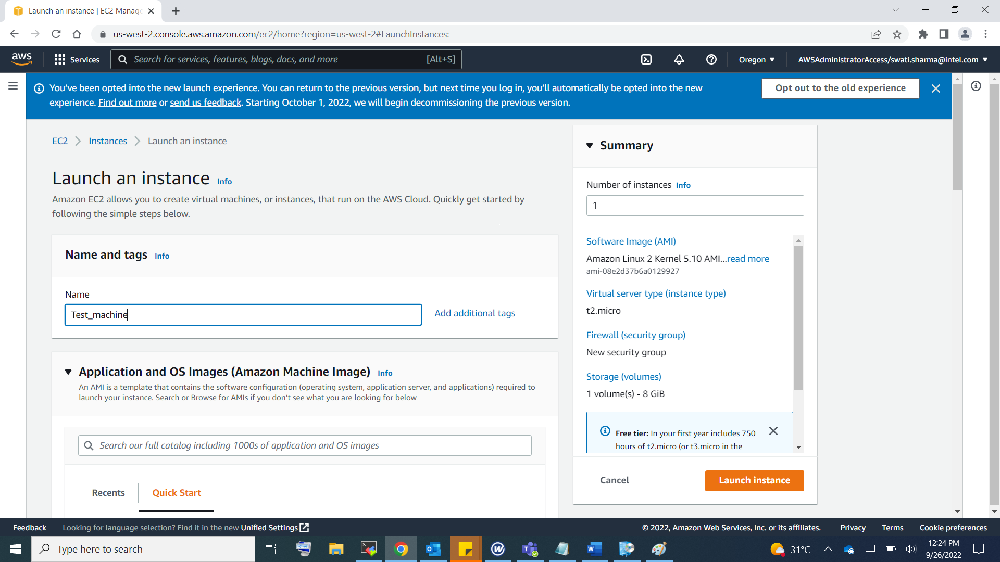 Launch an instance | EC2 Manage
us-west-2.console.aws.amazon.com/ec2/home?region=us-west-2#LaunchInstances:
aws
Services
Search for services, features, blogs, docs, and more
[Alt+S]
Oregon
AWSAdministratorAccess/swati.sharma@intel.com
You've been opted into the new launch experience. You can return to the previous version, but next time you log in, you'll automatically be opted into the new
experience. Find out more or send us feedback. Starting October 1, 2022, we will begin decommissioning the previous version.
Opt out to the old experience
EC2
Instances
Launch an instance
Launch an instance Info
Amazon EC2 allows you to create virtual machines, or instances, that run on the AWS Cloud. Quickly get started by
following the simple steps below.
Name and tags Info
Name
Test_machine
Add additional tags
Application and OS Images (Amazon Machine Image) Info
An AMI is a template that contains the software configuration (operating system, application server, and applications) required to
launch your instance. Search or Browse for AMIs if you don't see what you are looking for below
Search our full catalog including 1000s of application and OS images
Recents
Quick Start
Summary
Number of instances Info
1
Software Image (AMI)
Amazon Linux 2 Kernel 5.10 AMI...read more
ami-08e2d37b6a0129927
Virtual server type (instance type)
t2.micro
Firewall (security group)
New security group
Storage (volumes)
1 volume(s) - 8 GiB
Free tier: In your first year includes 750
hours of t2.micro (or t3.micro in the
Cancel
Launch instance
Feedback
Looking for language selection? Find it in the new Unified Settings
© 2022, Amazon Web Services, Inc. or its affiliates.
Privacy
Terms
Cookie preferences
Type here to search
31°C
12:24 PM
9/26/2022